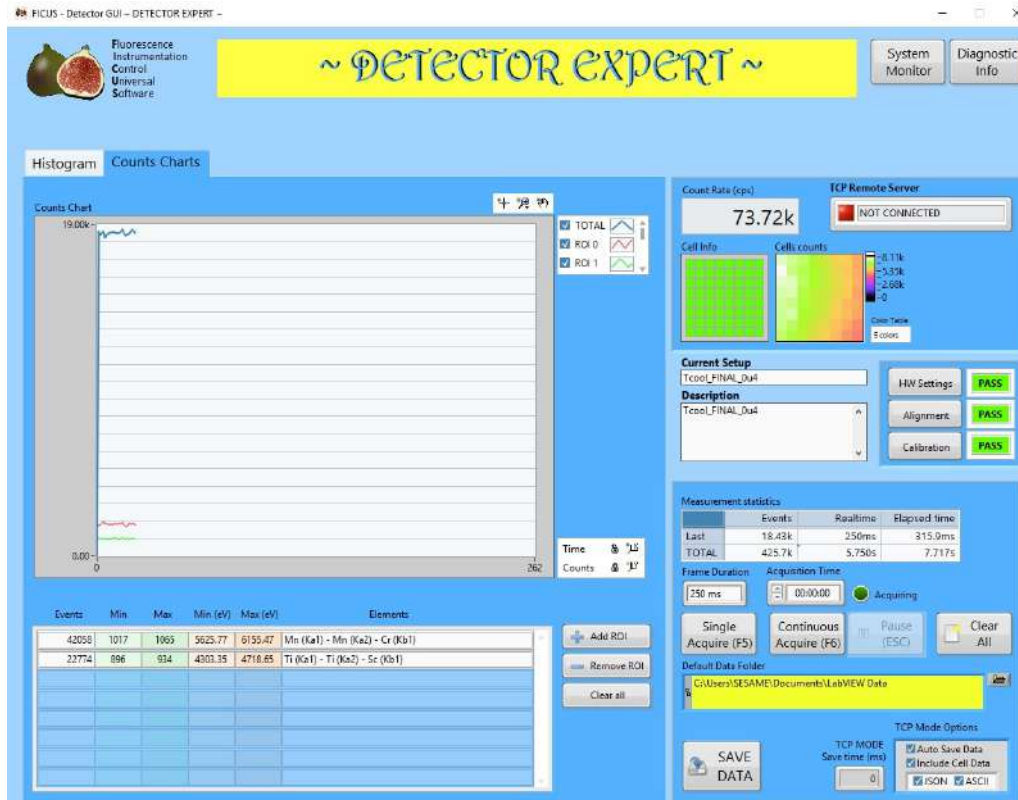 FICUS - Detector GUI – DETECTOR EXPERT –
Fluorescence
Instrumentation
Control
Universal
Software
~ DETECTOR EXPERT ~
System
Monitor
Diagnostic
Info
Histogram
Counts Charts
Counts Chart
19.00k
0.00
0
262
TOTAL
ROI 0
ROI 1
Time
Counts
Count Rate (cps)
73.72k
TCP Remote Server
NOT CONNECTED
Cell Info
Cells counts
8.11k
5.35k
2.68k
0
Color Table
Current Setup
Tcool_FINAL_0u4
Description
Tcool_FINAL_0u4
HW Settings PASS
Alignment PASS
Calibration PASS
Measurement statistics
Events Realtime Elapsed time
Last 18.43k 250ms 315.9ms
TOTAL 425.7k 5.750s 7.717s
Frame Duration
250 ms
Acquisition Time
00:00:00
Acquiring
Single
Acquire (F5)
Continuous
Acquire (F6)
Pause
(ESC)
Clear
All
Default Data Folder
C:\Users\SESAME\Documents\LabVIEW Data
SAVE
DATA
TCP MODE
Save time (ms)
0
TCP Mode Options
Auto Save Data
Include Cell Data
JSON ASCII
Events Min Max Min (eV) Max (eV) Elements
42058 1017 1065 5625.77 6155.47 Mn (Ka1) - Mn (Ka2) - Cr (Kb1)
22774 896 934 4303.35 4718.65 Ti (Ka1) - Ti (Ka2) - Sc (Kb1)
Add ROI
Remove ROI
Clear all